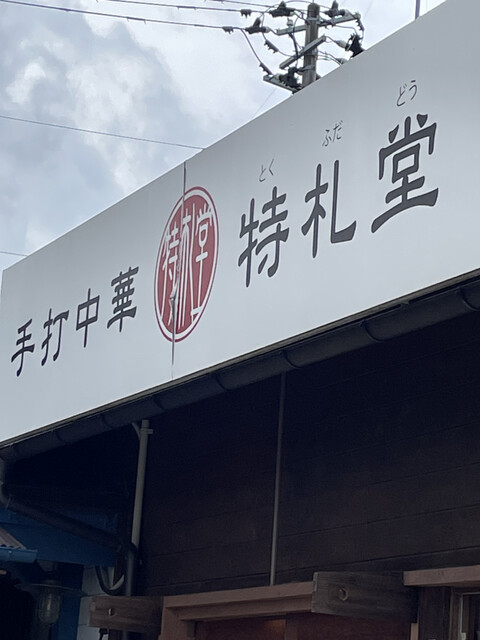 手打中華
特札堂
とく ふだ どう
特札堂